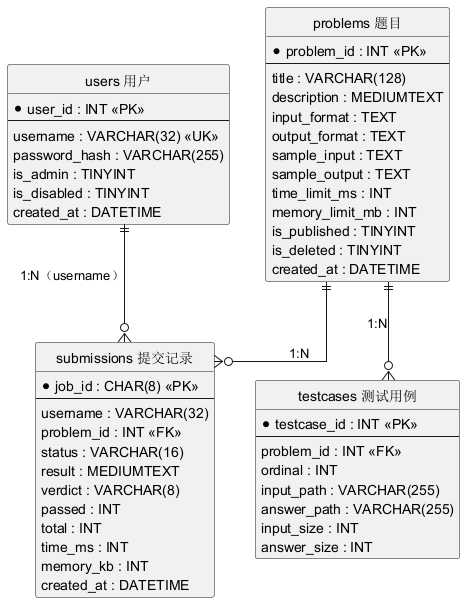 problems 题目
problem_id : INT «PK»
title : VARCHAR(128)
description : MEDIUMTEXT
input_format : TEXT
output_format : TEXT
sample_input : TEXT
sample_output : TEXT
time_limit_ms : INT
memory_limit_mb : INT
is_published : TINYINT
is_deleted : TINYINT
created_at : DATETIME
users 用户
user_id : INT «PK»
username : VARCHAR(32) «UK»
password_hash : VARCHAR(255)
is_admin : TINYINT
is_disabled : TINYINT
created_at : DATETIME
1:N（username）
1:N
1:N
submissions 提交记录
job_id : CHAR(8) «PK»
username : VARCHAR(32)
problem_id : INT «FK»
status : VARCHAR(16)
result : MEDIUMTEXT
verdict : VARCHAR(8)
passed : INT
total : INT
time_ms : INT
memory_kb : INT
created_at : DATETIME
testcases 测试用例
testcase_id : INT «PK»
problem_id : INT «FK»
ordinal : INT
input_path : VARCHAR(255)
answer_path : VARCHAR(255)
input_size : INT
answer_size : INT